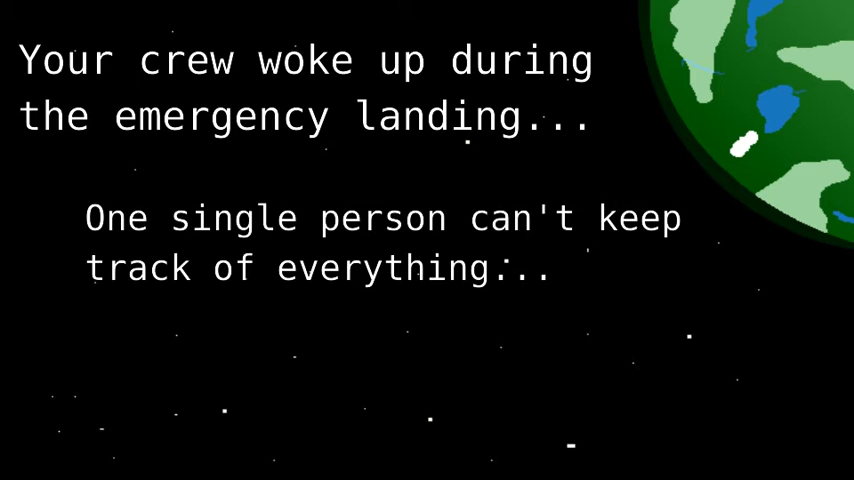 Your crew woke up during
the emergency landing...
One single person can't keep
track of everything...